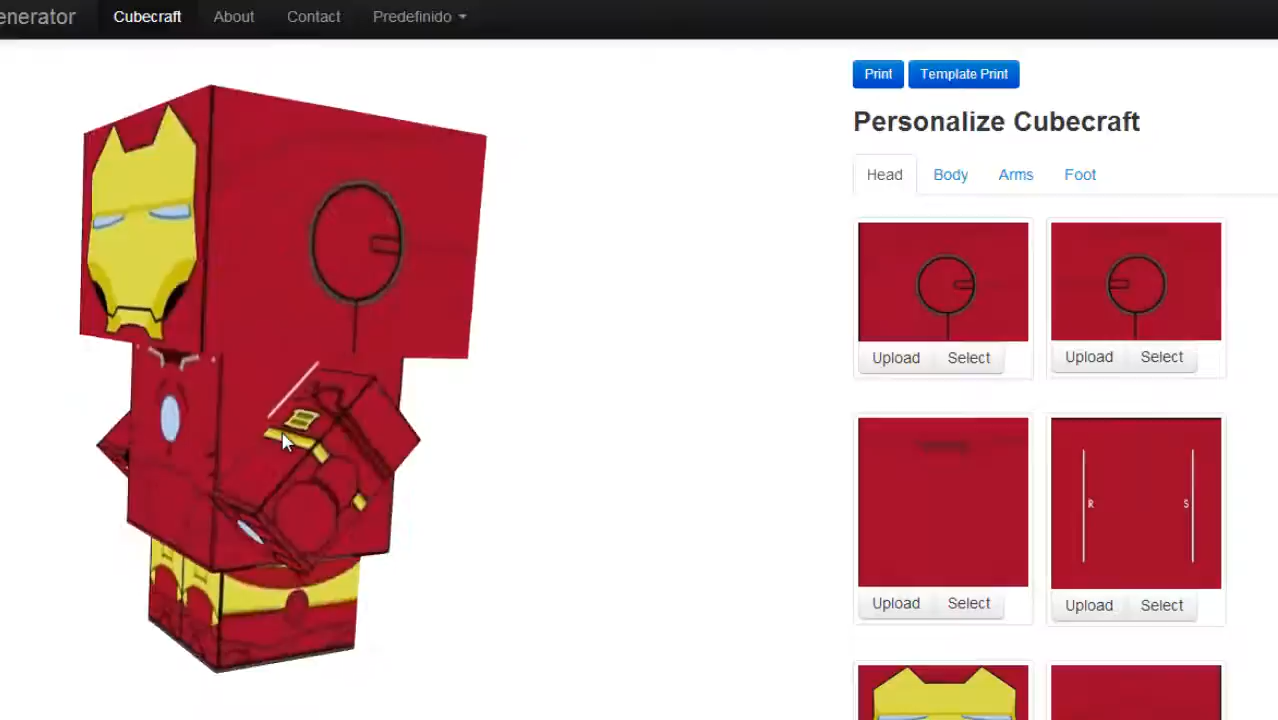 enerator Cubecraft About Contact Predefinido
Print Template Print
Personalize Cubecraft
Head Body Arms Foot
Upload Select Upload Select
R S
Upload Select Upload Select